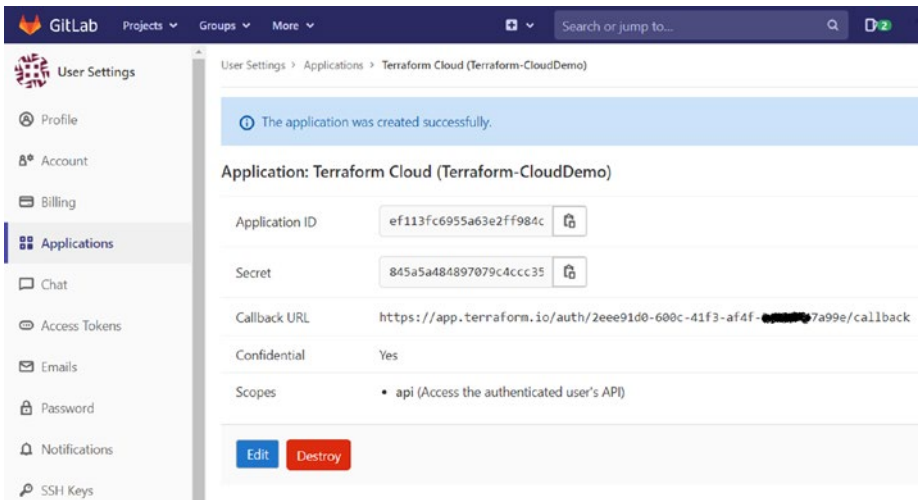 GitLab Projects Groups More Search or jump to... 2
User Settings
User Settings > Applications > Terraform Cloud (Terraform-CloudDemo)
The application was created successfully.
Profile
Account
Billing
Applications
Chat
Access Tokens
Emails
Password
Notifications
SSH Keys
Application: Terraform Cloud (Terraform-CloudDemo)
Application ID ef113fc6955a63e2ff984c
Secret 845a5a484897079c4ccc35
Callback URL https://app.terraform.io/auth/2eee91d0-600c-41f3-af4f- 7a99e/callback
Confidential Yes
Scopes • api (Access the authenticated user's API)
Edit Destroy